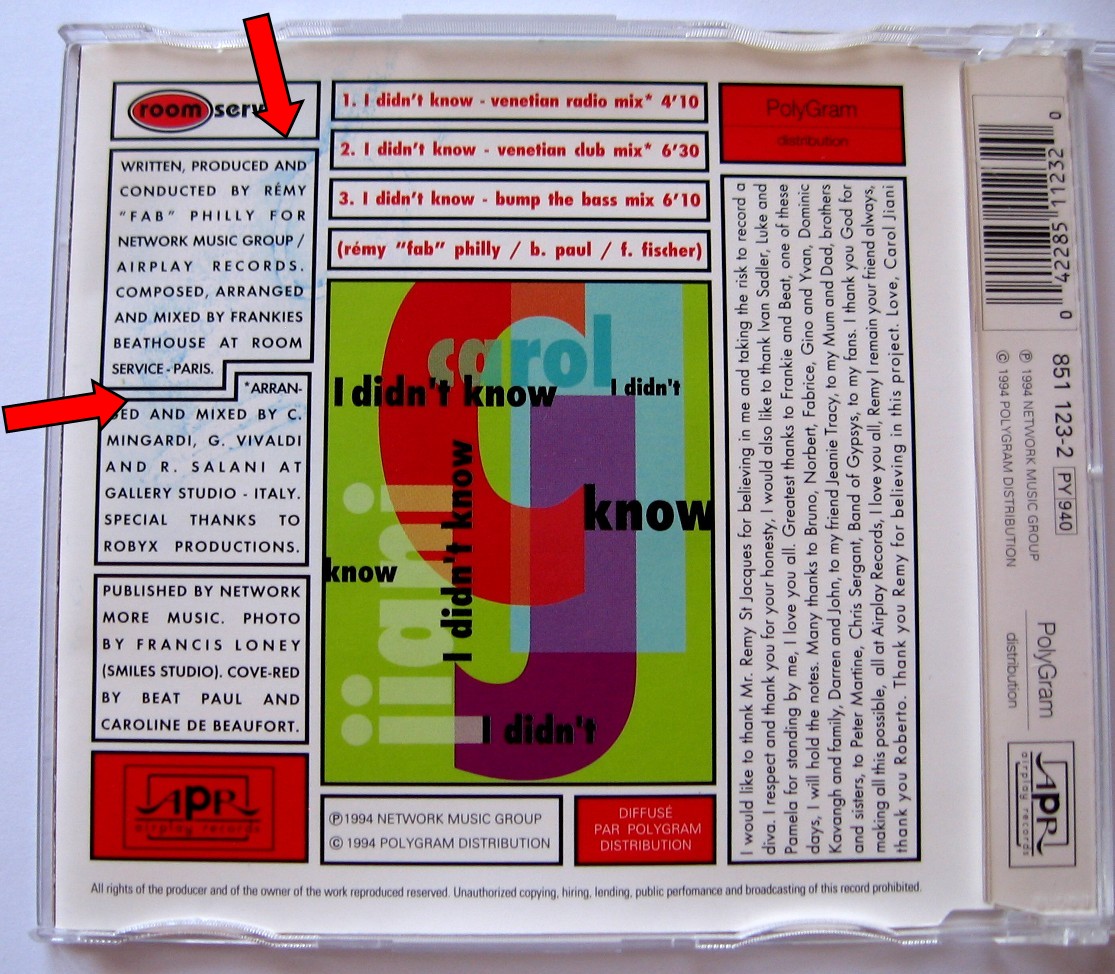 room serv
WRITTEN, PRODUCED AND
CONDUCTED BY RÉMY
"FAB" PHILLY FOR
NETWORK MUSIC GROUP /
AIRPLAY RECORDS.
COMPOSED, ARRANGED
AND MIXED BY FRANKIES
BEATHOUSE AT ROOM
SERVICE - PARIS.
*ARRAN-
GED AND MIXED BY C.
MINGARDI, G. VIVALDI
AND R. SALANI AT
GALLERY STUDIO - ITALY.
SPECIAL THANKS TO
ROBYX PRODUCTIONS.
PUBLISHED BY NETWORK
MORE MUSIC. PHOTO
BY FRANCIS LONEY
(SMILES STUDIO). COVE-RED
BY BEAT PAUL AND
CAROLINE DE BEAUFORT.
APR
airplay records
1. I didn't know - venetian radio mix* 4'10
2. I didn't know - venetian club mix* 6'30
3. I didn't know - bump the bass mix 6'10
(rémy "fab" philly / b. paul / f. fischer)
carol
I didn't know
I didn't
know
I didn't know
know
jiani
I didn't
℗1994 NETWORK MUSIC GROUP
© 1994 POLYGRAM DISTRIBUTION
DIFFUSÉ
PAR POLYGRAM
DISTRIBUTION
PolyGram
distribution
I would like to thank Mr. Remy St Jacques for believing in me and taking the risk to record a
diva. I respect and thank you for your honesty, I would also like to thank Ivan Sadler, Luke and
Pamela for standing by me, I love you all. Greatest thanks to Frankie and Beat, one of these
days, I will hold the notes. Many thanks to Bruno, Norbert, Fabrice, Gino and Yvan, Dominic
Kavangh and family, Darren and John, to my friend Jeanie Tracy, to my Mum and Dad, brothers
and sisters, to Peter Martine, Chris Sergant, Band of Gypsys, to my fans. I thank you God for
making all this possible, all at Airplay Records, I love you all, Remy I remain your friend always,
thank you Roberto. Thank you Remy for believing in this project. Love, Carol Jiani
All rights of the producer and of the owner of the work reproduced reserved. Unauthorized copying, hiring, lending, public perfomance and broadcasting of this record prohibited.
0 42285 11232 0
851 123-2 PY 940
℗ 1994 NETWORK MUSIC GROUP
© 1994 POLYGRAM DISTRIBUTION
PolyGram
distribution
APR
airplay records